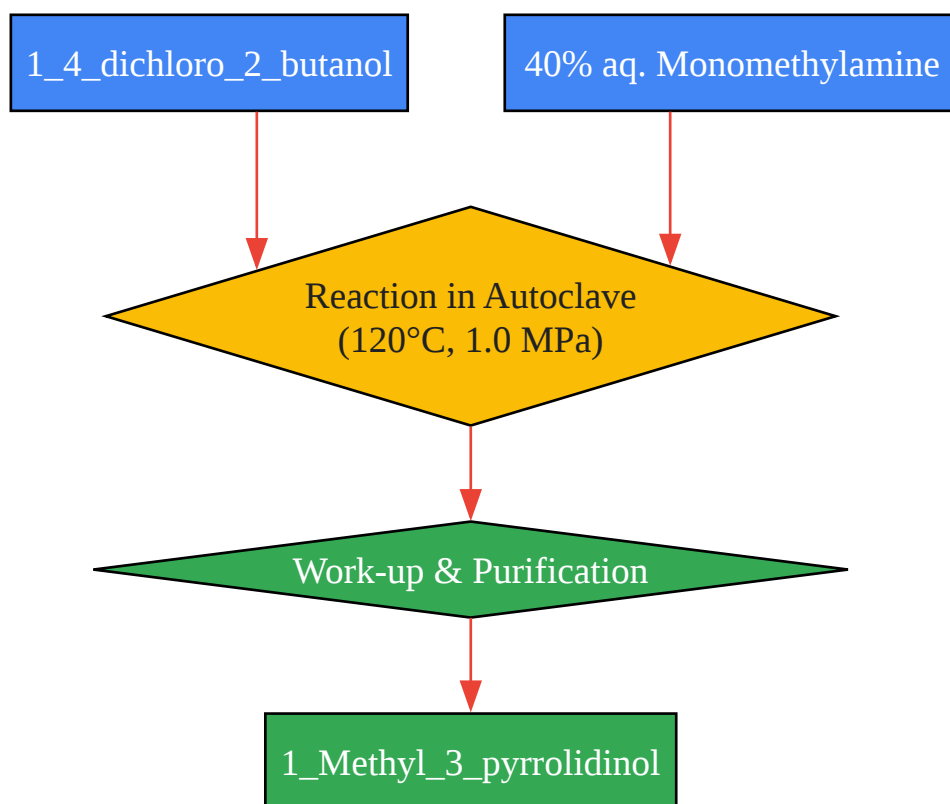 1_4_dichloro_2_butanol
40% aq. Monomethylamine
Reaction in Autoclave
(120°C, 1.0 MPa)
Work-up & Purification
1_Methyl_3_pyrrolidinol